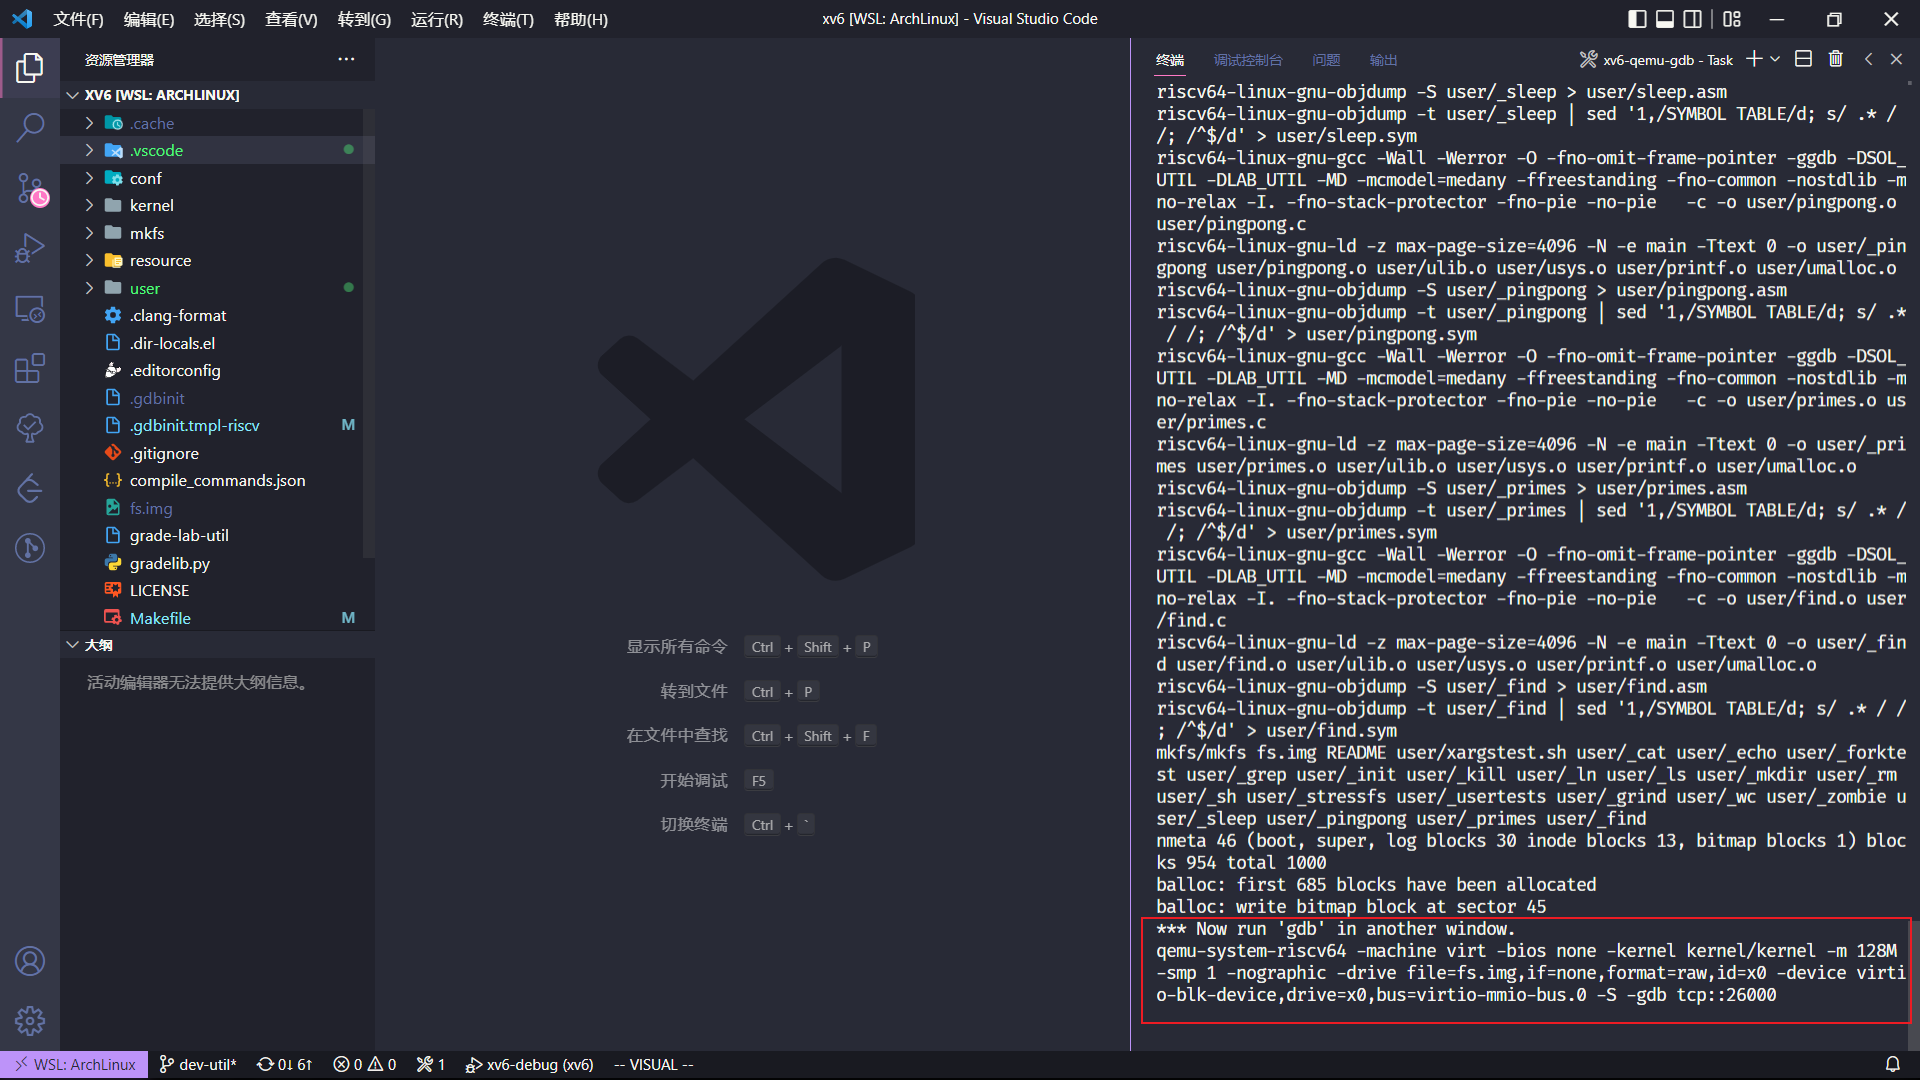 文件(F) 编辑(E) 选择(S) 查看(V) 转到(G) 运行(R) 终端(T) 帮助(H)
xv6 [WSL: ArchLinux] - Visual Studio Code
资源管理器
XV6 [WSL: ARCHLINUX]
.cache
.vscode
conf
kernel
mkfs
resource
user
.clang-format
.dir-locals.el
.editorconfig
.gdbinit
.gdbinit.tmpl-riscv M
.gitignore
compile_commands.json
fs.img
grade-lab-util
gradelib.py
LICENSE
Makefile M
大纲
活动编辑器无法提供大纲信息。
显示所有命令 Ctrl + Shift + P
转到文件 Ctrl + P
在文件中查找 Ctrl + Shift + F
开始调试 F5
切换终端 Ctrl + `
终端 调试控制台 问题 输出
xv6-qemu-gdb - Task
riscv64-linux-gnu-objdump -S user/_sleep > user/sleep.asm
riscv64-linux-gnu-objdump -t user/_sleep | sed '1,/SYMBOL TABLE/d; s/ .* /
/; /^$/d' > user/sleep.sym
riscv64-linux-gnu-gcc -Wall -Werror -O -fno-omit-frame-pointer -ggdb -DSOL_
UTIL -DLAB_UTIL -MD -mcmodel=medany -ffreestanding -fno-common -nostdlib -m
no-relax -I. -fno-stack-protector -fno-pie -no-pie   -c -o user/pingpong.o
user/pingpong.c
riscv64-linux-gnu-ld -z max-page-size=4096 -N -e main -Ttext 0 -o user/_pin
gpong user/pingpong.o user/ulib.o user/usys.o user/printf.o user/umalloc.o
riscv64-linux-gnu-objdump -S user/_pingpong > user/pingpong.asm
riscv64-linux-gnu-objdump -t user/_pingpong | sed '1,/SYMBOL TABLE/d; s/ .*
 / /; /^$/d' > user/pingpong.sym
riscv64-linux-gnu-gcc -Wall -Werror -O -fno-omit-frame-pointer -ggdb -DSOL_
UTIL -DLAB_UTIL -MD -mcmodel=medany -ffreestanding -fno-common -nostdlib -m
no-relax -I. -fno-stack-protector -fno-pie -no-pie   -c -o user/primes.o us
er/primes.c
riscv64-linux-gnu-ld -z max-page-size=4096 -N -e main -Ttext 0 -o user/_pri
mes user/primes.o user/ulib.o user/usys.o user/printf.o user/umalloc.o
riscv64-linux-gnu-objdump -S user/_primes > user/primes.asm
riscv64-linux-gnu-objdump -t user/_primes | sed '1,/SYMBOL TABLE/d; s/ .* /
 /; /^$/d' > user/primes.sym
riscv64-linux-gnu-gcc -Wall -Werror -O -fno-omit-frame-pointer -ggdb -DSOL_
UTIL -DLAB_UTIL -MD -mcmodel=medany -ffreestanding -fno-common -nostdlib -m
no-relax -I. -fno-stack-protector -fno-pie -no-pie   -c -o user/find.o user
/find.c
riscv64-linux-gnu-ld -z max-page-size=4096 -N -e main -Ttext 0 -o user/_fin
d user/find.o user/ulib.o user/usys.o user/printf.o user/umalloc.o
riscv64-linux-gnu-objdump -S user/_find > user/find.asm
riscv64-linux-gnu-objdump -t user/_find | sed '1,/SYMBOL TABLE/d; s/ .* / /
; /^$/d' > user/find.sym
mkfs/mkfs fs.img README user/xargstest.sh user/_cat user/_echo user/_forkte
st user/_grep user/_init user/_kill user/_ln user/_ls user/_mkdir user/_rm
user/_sh user/_stressfs user/_usertests user/_grind user/_wc user/_zombie u
ser/_sleep user/_pingpong user/_primes user/_find
nmeta 46 (boot, super, log blocks 30 inode blocks 13, bitmap blocks 1) bloc
ks 954 total 1000
balloc: first 685 blocks have been allocated
balloc: write bitmap block at sector 45
*** Now run 'gdb' in another window.
qemu-system-riscv64 -machine virt -bios none -kernel kernel/kernel -m 128M
-smp 1 -nographic -drive file=fs.img,if=none,format=raw,id=x0 -device virti
o-blk-device,drive=x0,bus=virtio-mmio-bus.0 -S -gdb tcp::26000
WSL: ArchLinux dev-util* 0↓ 6↑ 0 0 1 xv6-debug (xv6) -- VISUAL --